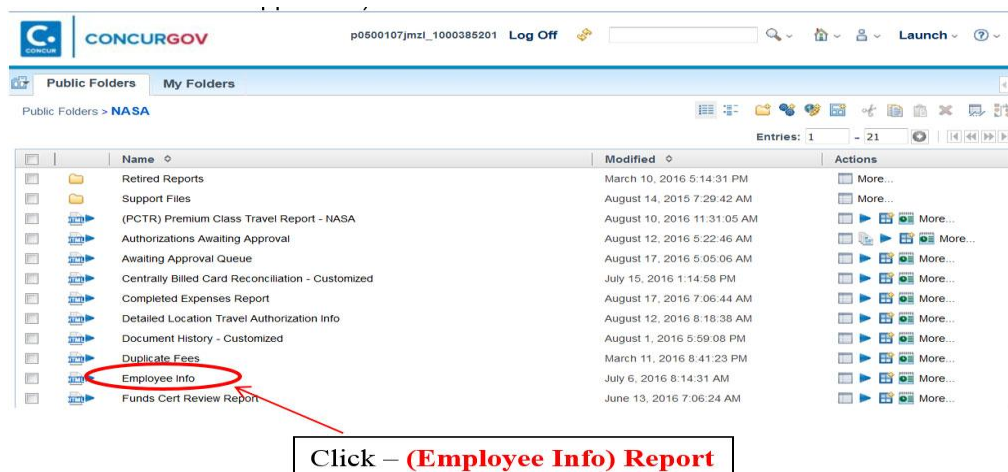 CONCUR
CONCURGOV
p0500107jmzl_1000385201 Log Off
Launch
Public Folders My Folders
Public Folders > NASA
Entries: 1 - 21
Name Modified Actions
Retired Reports March 10, 2016 5:14:31 PM More...
Support Files August 14, 2015 7:29:42 AM More...
(PCTR) Premium Class Travel Report - NASA August 10, 2016 11:31:05 AM More...
Authorizations Awaiting Approval August 12, 2016 5:22:46 AM More...
Awaiting Approval Queue August 17, 2016 5:05:06 AM More...
Centrally Billed Card Reconciliation - Customized July 15, 2016 1:14:58 PM More...
Completed Expenses Report August 17, 2016 7:06:44 AM More...
Detailed Location Travel Authorization Info August 12, 2016 8:18:38 AM More...
Document History - Customized August 1, 2016 5:59:08 PM More...
Duplicate Fees March 11, 2016 8:41:23 PM More...
Employee Info July 6, 2016 8:14:31 AM More...
Funds Cert Review Report June 13, 2016 7:06:24 AM More...
Click – (Employee Info) Report